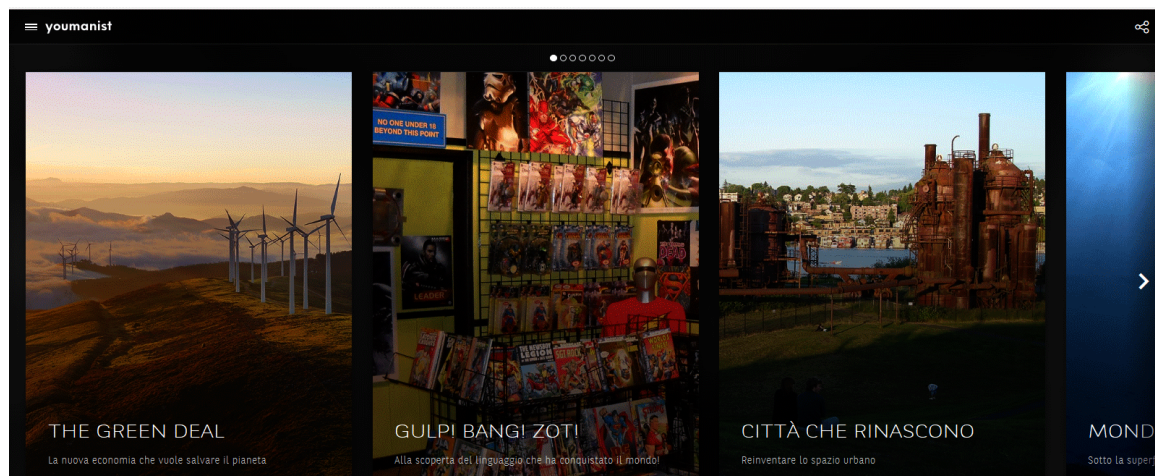 youmanist
NO ONE UNDER 18
BEYOND THIS POINT
LEADER
LEGION
THE GREEN DEAL
La nuova economia che vuole salvare il pianeta
GULP! BANG! ZOT!
Alla scoperta del linguaggio che ha conquistato il mondo!
CITTÀ CHE RINASCONO
Reinventare lo spazio urbano
MOND
Sotto la superf